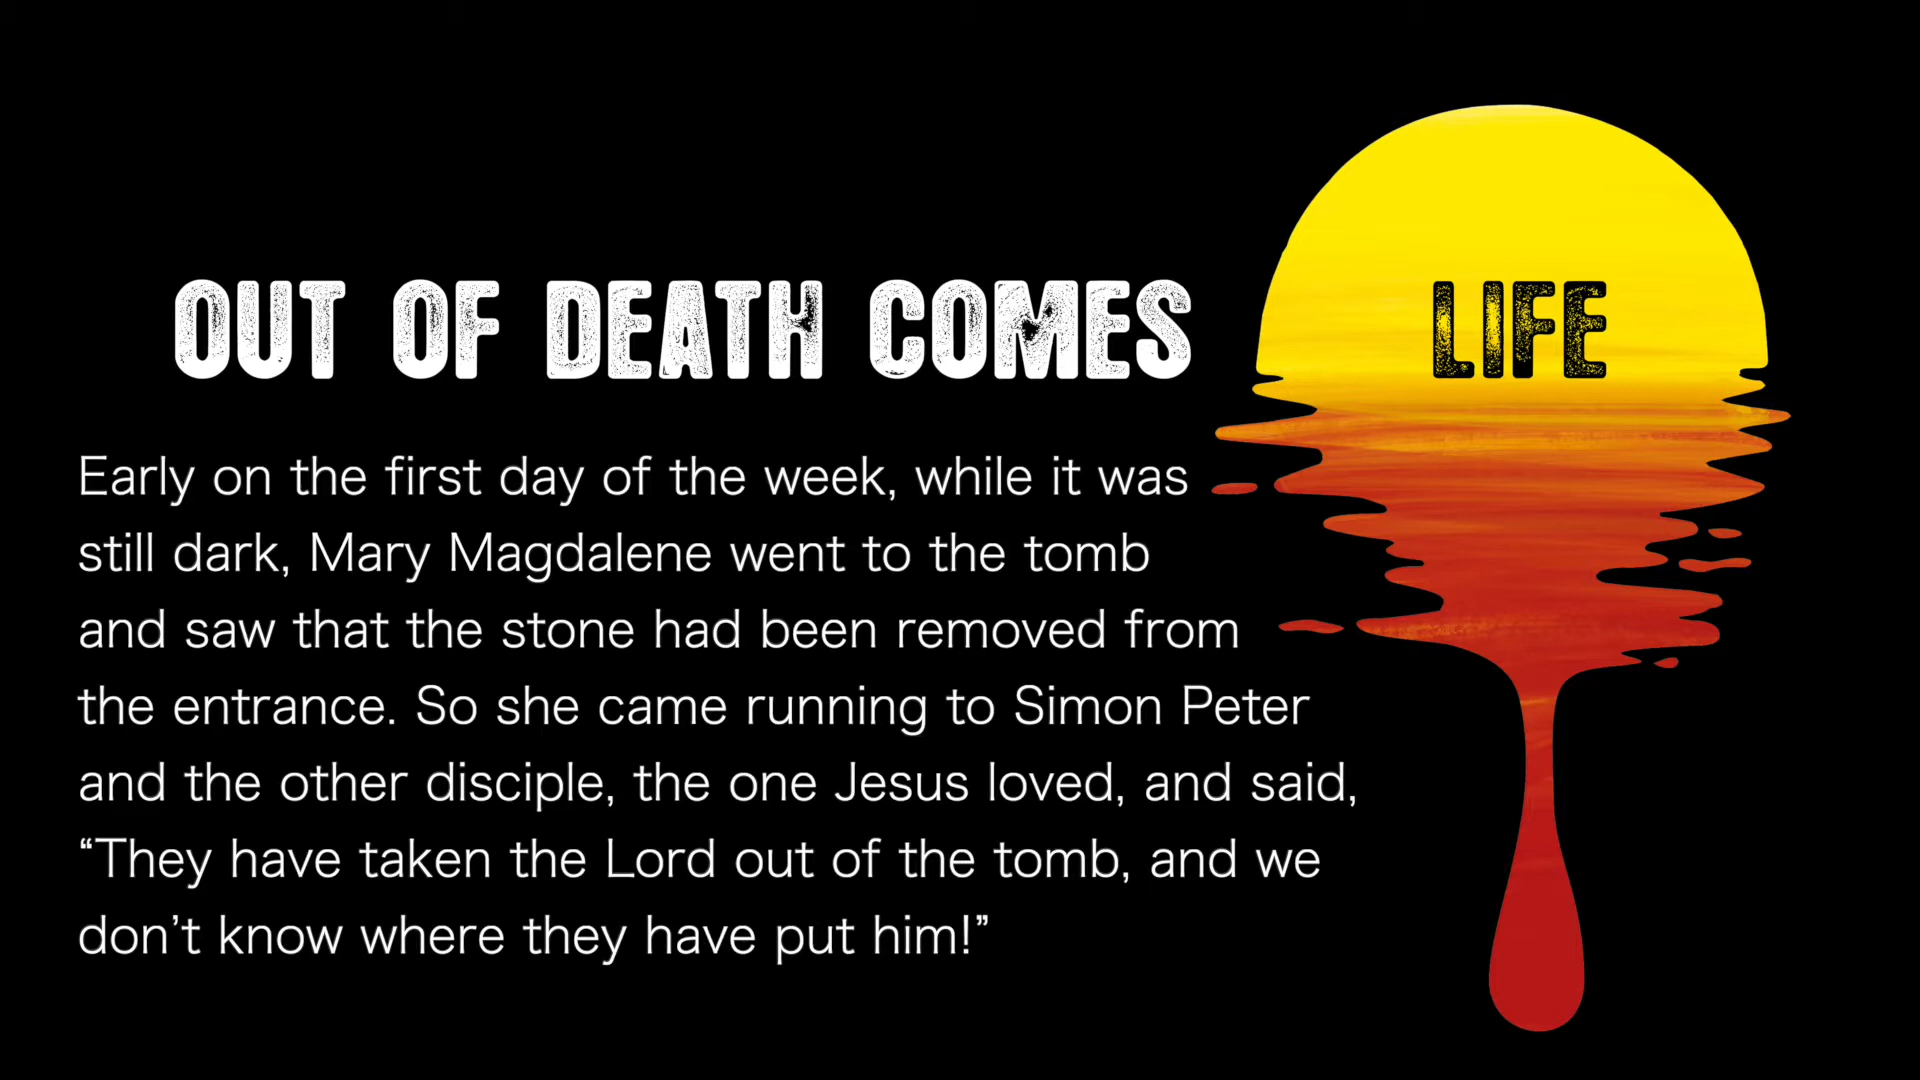 OUT OF DEATH COMES LIFE
Early on the first day of the week, while it was
still dark, Mary Magdalene went to the tomb
and saw that the stone had been removed from
the entrance. So she came running to Simon Peter
and the other disciple, the one Jesus loved, and said,
“They have taken the Lord out of the tomb, and we
don’t know where they have put him!”